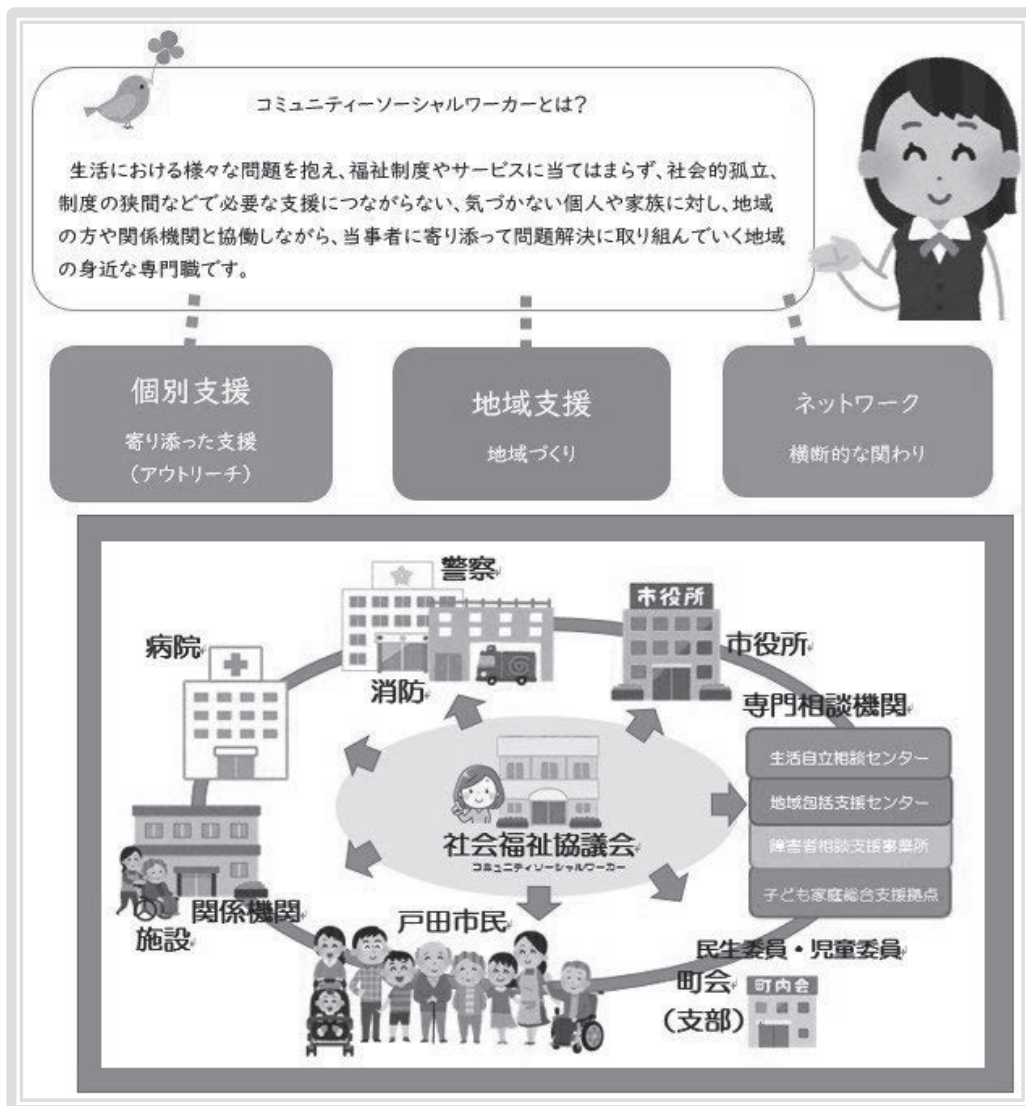 コミュニティーソーシャルワーカーとは?
生活における様々な問題を抱え、福祉制度やサービスに当てはまらず、社会的孤立、
制度の狭間などで必要な支援につながらない、気づかない個人や家族に対し、地域
の方や関係機関と協働しながら、当事者に寄り添って問題解決に取り組んでいく地域
の身近な専門職です。
個別支援
寄り添った支援
(アウトリーチ)
地域支援
地域づくり
ネットワーク
横断的な関わり
警察
消防
病院
市役所
市役所
専門相談機関
生活自立相談センター
地域包括支援センター
障害者相談支援事業所
子ども家庭総合支援拠点
社会福祉協議会
コミュニティソーシャルワーカー
関係機関
施設
戸田市民
民生委員・児童委員
町会
(支部)
町内会